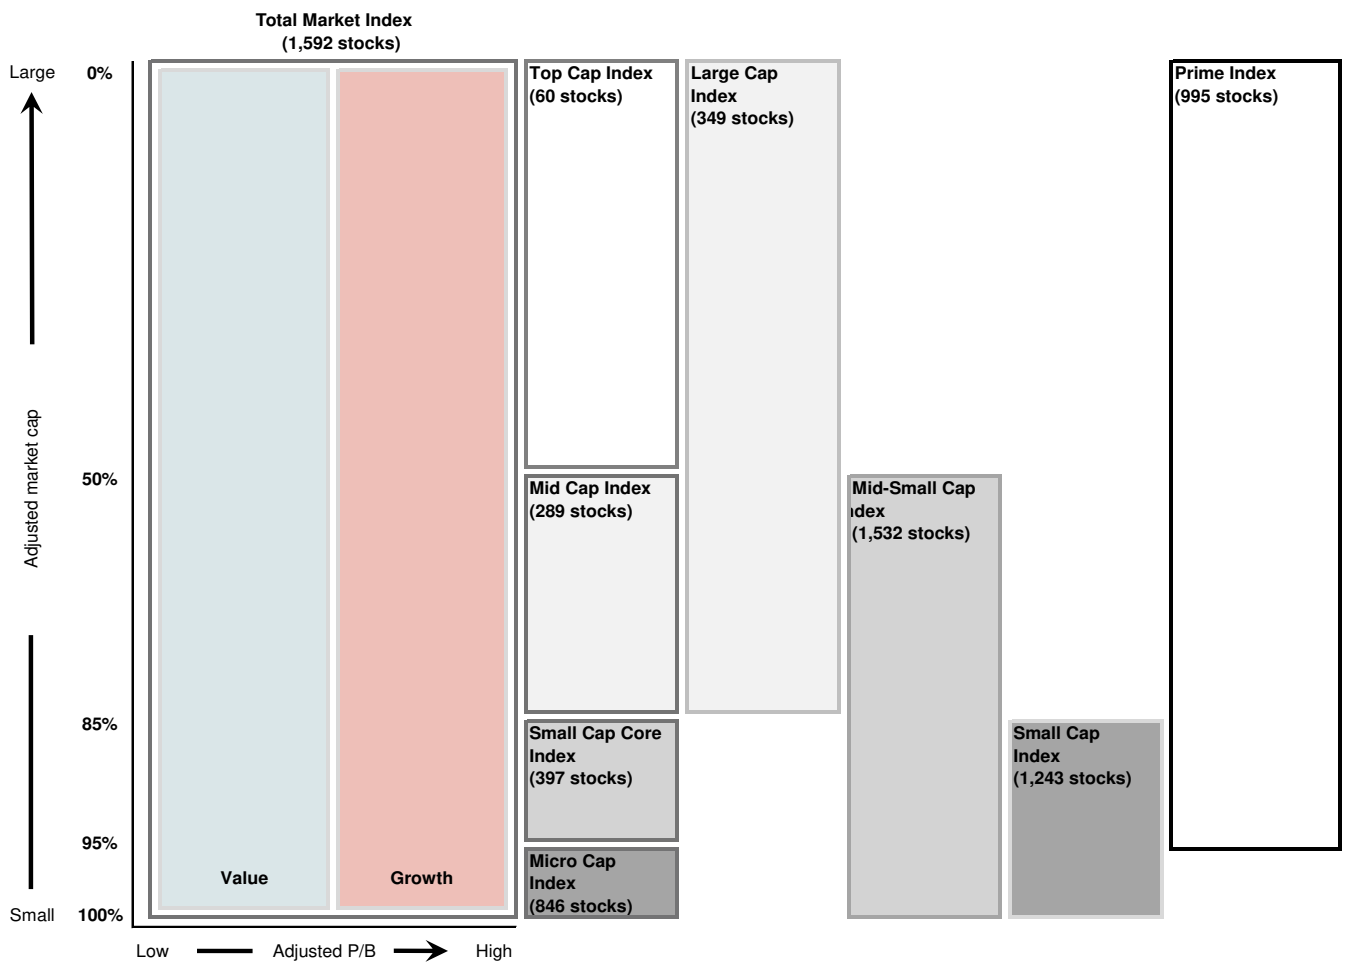 Total Market Index
(1,592 stocks)
Large
0%
Top Cap Index
(60 stocks)
Large Cap
Index
(349 stocks)
Prime Index
(995 stocks)
Adjusted market cap
50%
Mid Cap Index
(289 stocks)
Mid-Small Cap
ndex
(1,532 stocks)
85%
Small Cap Core
Index
(397 stocks)
Small Cap
Index
(1,243 stocks)
95%
Micro Cap
Index
(846 stocks)
Value
Growth
Small
100%
Low
Adjusted P/B
High